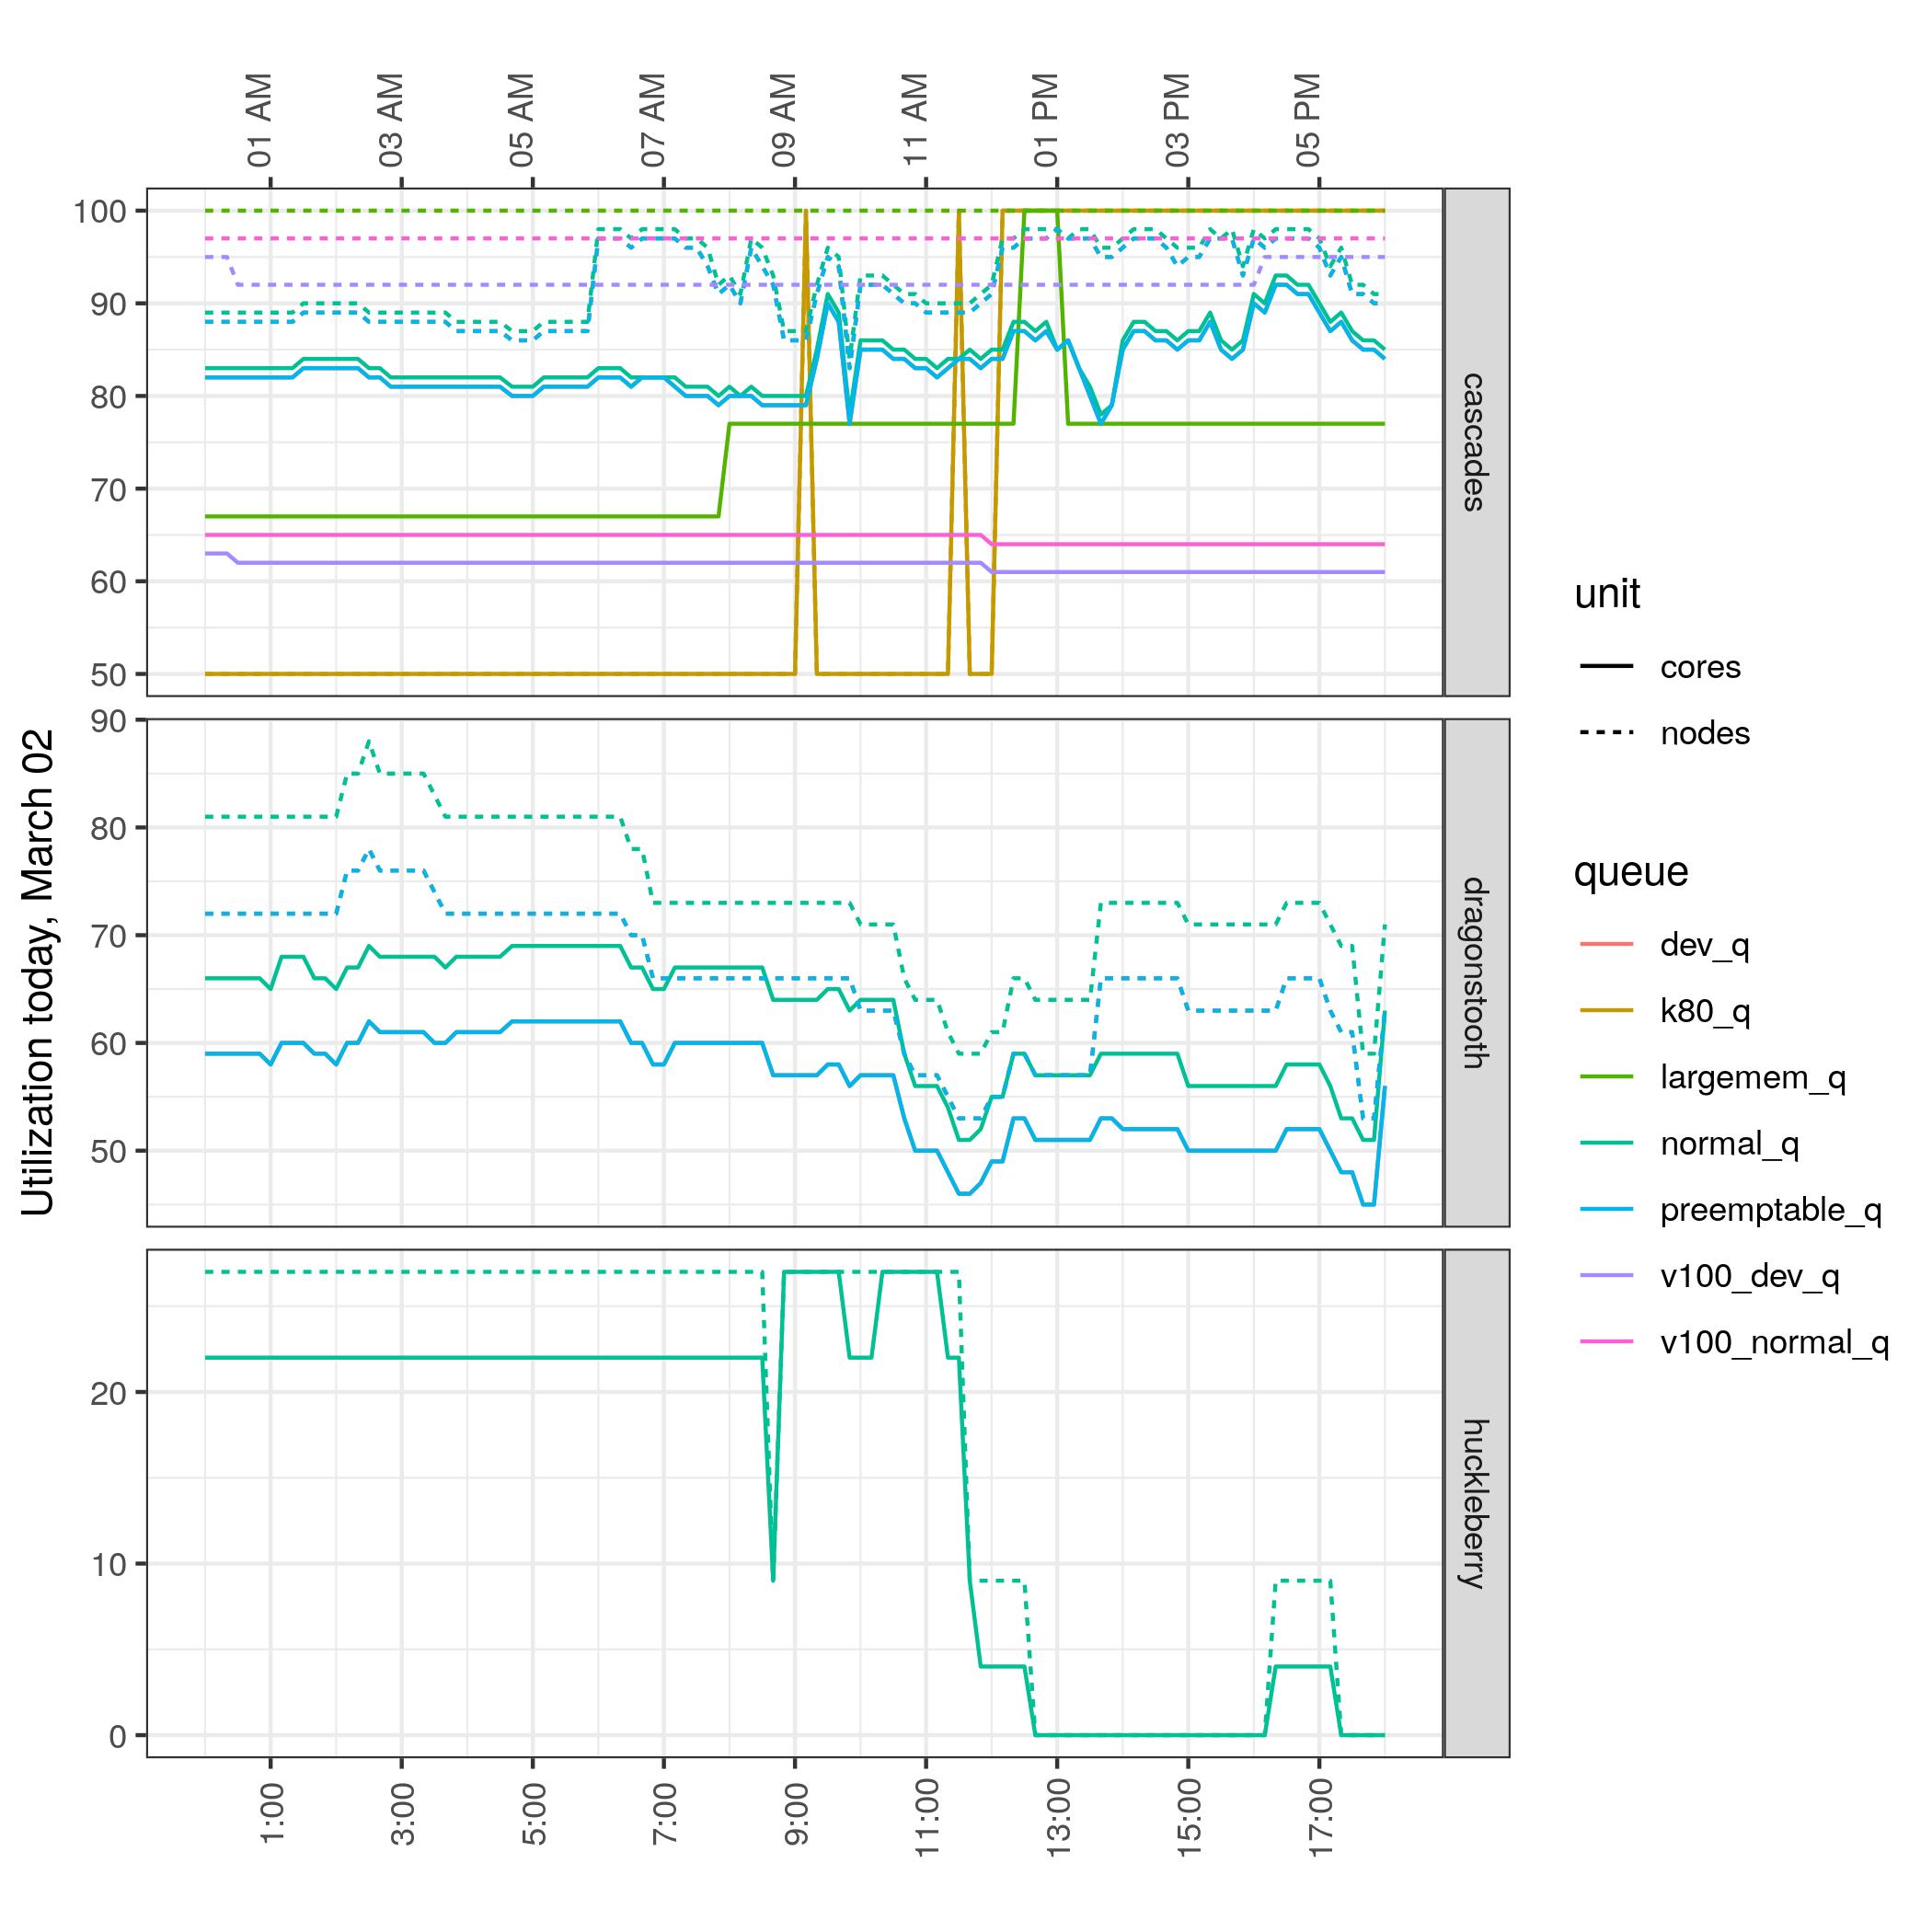 01 AM
03 AM
05 AM
07 AM
09 AM
11 AM
01 PM
03 PM
05 PM
100
90
80
70
60
50
cascades
90
80
70
60
50
dragonstooth
20
10
0
huckleberry
1:00
3:00
5:00
7:00
9:00
11:00
13:00
15:00
17:00
Utilization today, March 02
unit
cores
nodes
queue
dev_q
k80_q
largemem_q
normal_q
preemptable_q
v100_dev_q
v100_normal_q